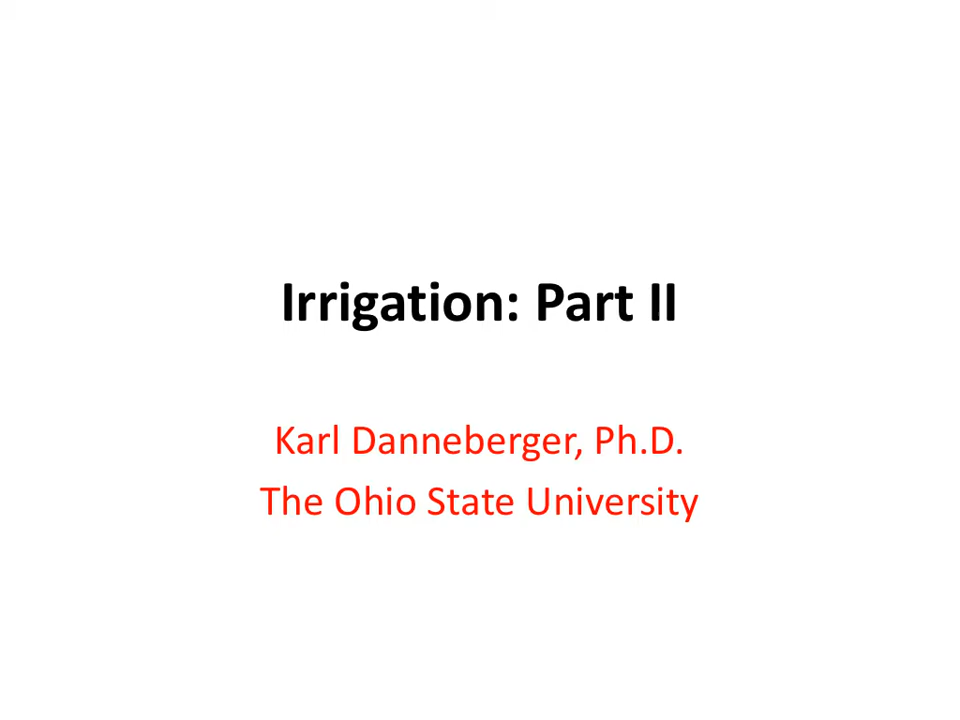 Irrigation: Part II
Karl Danneberger, Ph.D.
The Ohio State University